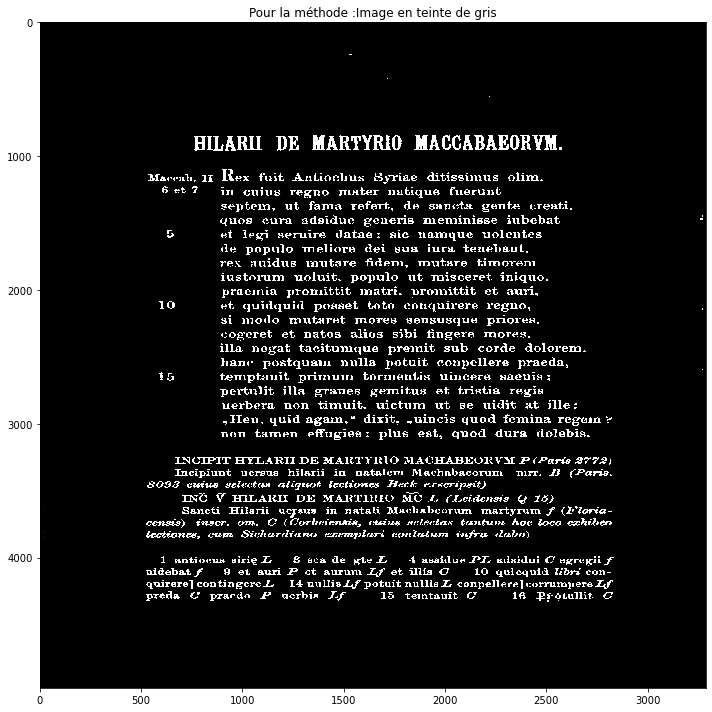 Pour la méthode :Image en teinte de gris
0
1000
2000
3000
4000
0 500 1000 1500 2000 2500 3000
HILARII DE MARTYRIO MACCABAEORVM.
Maccab. II Rex fuit Antiochus Syriae ditissimus olim.
6 et 7 in cuius regno mater natique fuerunt
septem, ut fama refert, de sancta gente creati.
quos cura adsidue generis meminisse iubebat
5 et legi seruire datae: sic namque uolentes
de populo meliore dei sua iura tenebant.
rex auidus mutare fidem, mutare timorem
iustorum uoluit, populo ut misceret iniquo.
praemia promittit matri, promittit et auri,
10 et quidquid posset toto conquirere regno,
si modo mutaret mores sensusque priores,
cogeret et natos alios sibi fingere mores.
illa negat tacitumque premit sub corde dolorem.
hanc postquam nulla potuit conpellere praeda,
15 temptauit primum tormentis uincere saeuis;
pertulit illa graues gemitus et tristia regis
uerbera non timuit. uictum ut se uidit at ille:
„Heu, quid agam,“ dixit, „uincis quod femina regem?
non tamen effugies: plus est, quod dura dolebis.
INCIPIT HYLARII DE MARTYRIO MACHABEORVM P (Paris 2772)
Incipiunt uersus hilarii in natalem Machabaeorum mrr. B (Paris.
8093 cuius selectas aliquot lectiones Beck exscripsit)
INC̄ V̄ HILARII DE MARTIRIO M̄C̄ L (Leidensis Q 15)
Sancti Hilarii uersus in natali Machabeorum martyrum f (Floria-
censis) inscr. om. C (Corbeiensis, cuius selectas tantum hoc loco exhiben
lectiones, cum Sichardiano exemplari conlatum infra dabo)
1 antiocus sirię L 3 sca de gte L 4 assidue PL adsidui C egregii f
uidebat f 9 et auri P et aurum Lf et illis C 10 quicquid libri con-
quirere] contingere L 14 nullis Lf potuit nullis L conpellere] corrumpere Lf
preda C praedo P uerbis Lf 15 temtauit C 16 Protullit C